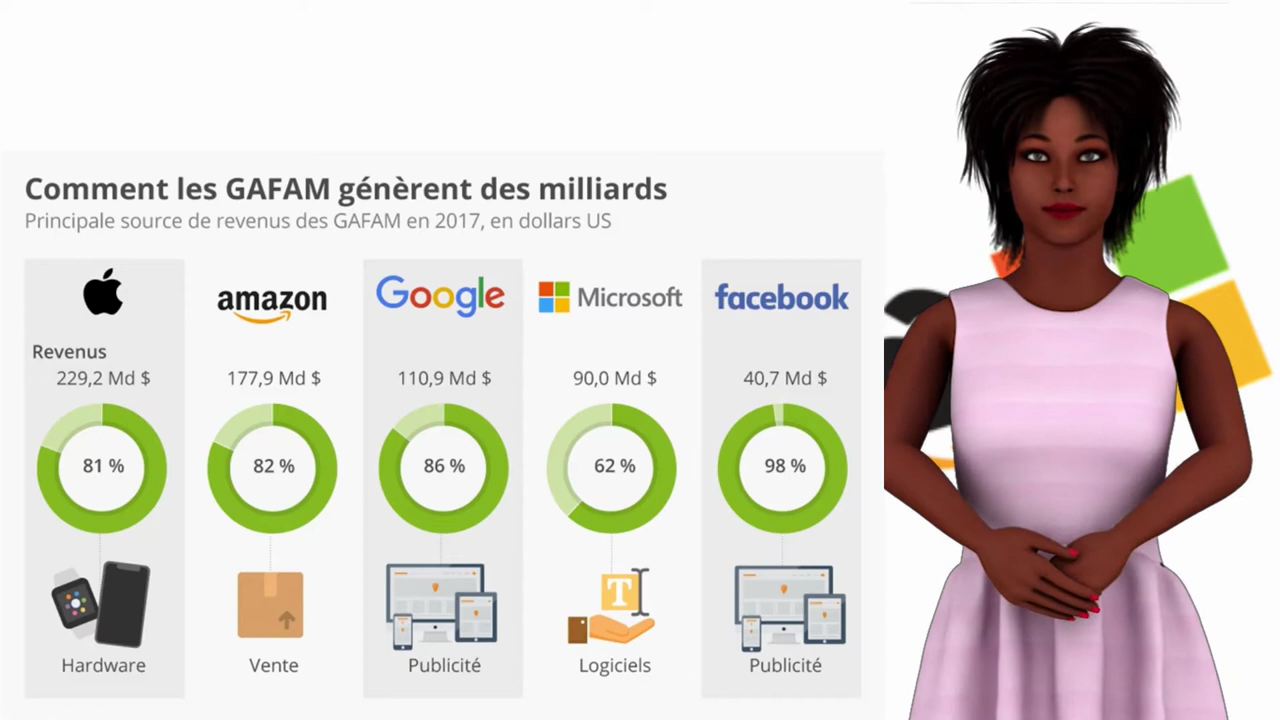 Comment les GAFAM génèrent des milliards
Principale source de revenus des GAFAM en 2017, en dollars US
amazon
Google
Microsoft
facebook
Revenus
229,2 Md $
177,9 Md $
110,9 Md $
90,0 Md $
40,7 Md $
81 %
82 %
86 %
62 %
98 %
T
Hardware
Vente
Publicité
Logiciels
Publicité